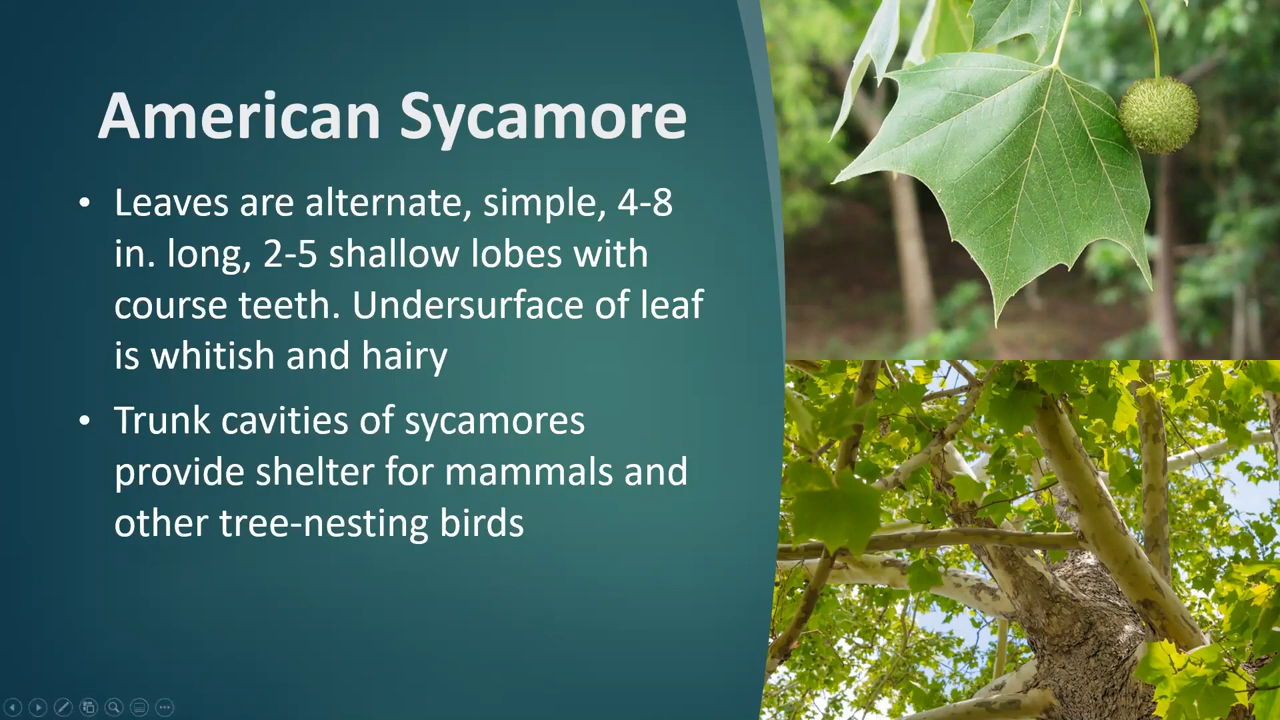 American Sycamore
• Leaves are alternate, simple, 4-8
in. long, 2-5 shallow lobes with
course teeth. Undersurface of leaf
is whitish and hairy
• Trunk cavities of sycamores
provide shelter for mammals and
other tree-nesting birds